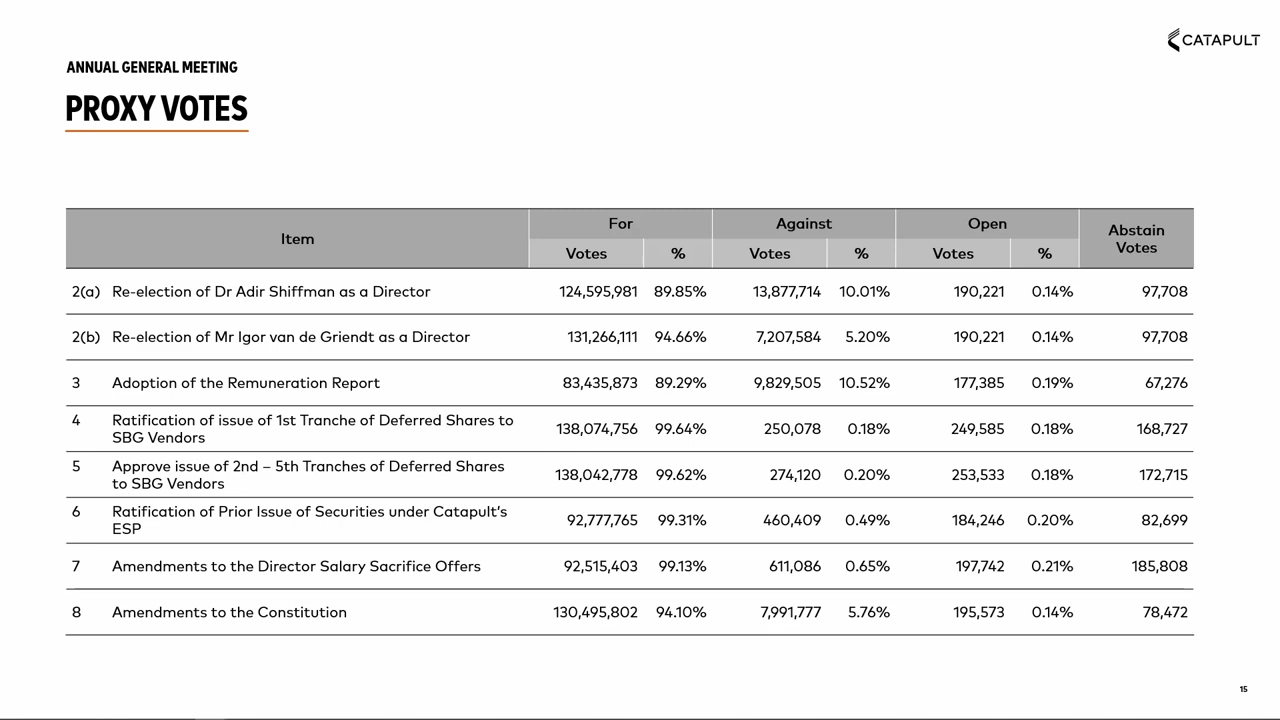 CATAPULT
ANNUAL GENERAL MEETING
PROXY VOTES
Item For Against Open Abstain Votes
Votes % Votes % Votes %
2(a) Re-election of Dr Adir Shiffman as a Director 124,595,981 89.85% 13,877,714 10.01% 190,221 0.14% 97,708
2(b) Re-election of Mr Igor van de Griendt as a Director 131,266,111 94.66% 7,207,584 5.20% 190,221 0.14% 97,708
3 Adoption of the Remuneration Report 83,435,873 89.29% 9,829,505 10.52% 177,385 0.19% 67,276
4 Ratification of issue of 1st Tranche of Deferred Shares to
SBG Vendors 138,074,756 99.64% 250,078 0.18% 249,585 0.18% 168,727
5 Approve issue of 2nd – 5th Tranches of Deferred Shares
to SBG Vendors 138,042,778 99.62% 274,120 0.20% 253,533 0.18% 172,715
6 Ratification of Prior Issue of Securities under Catapult's
ESP 92,777,765 99.31% 460,409 0.49% 184,246 0.20% 82,699
7 Amendments to the Director Salary Sacrifice Offers 92,515,403 99.13% 611,086 0.65% 197,742 0.21% 185,808
8 Amendments to the Constitution 130,495,802 94.10% 7,991,777 5.76% 195,573 0.14% 78,472
15